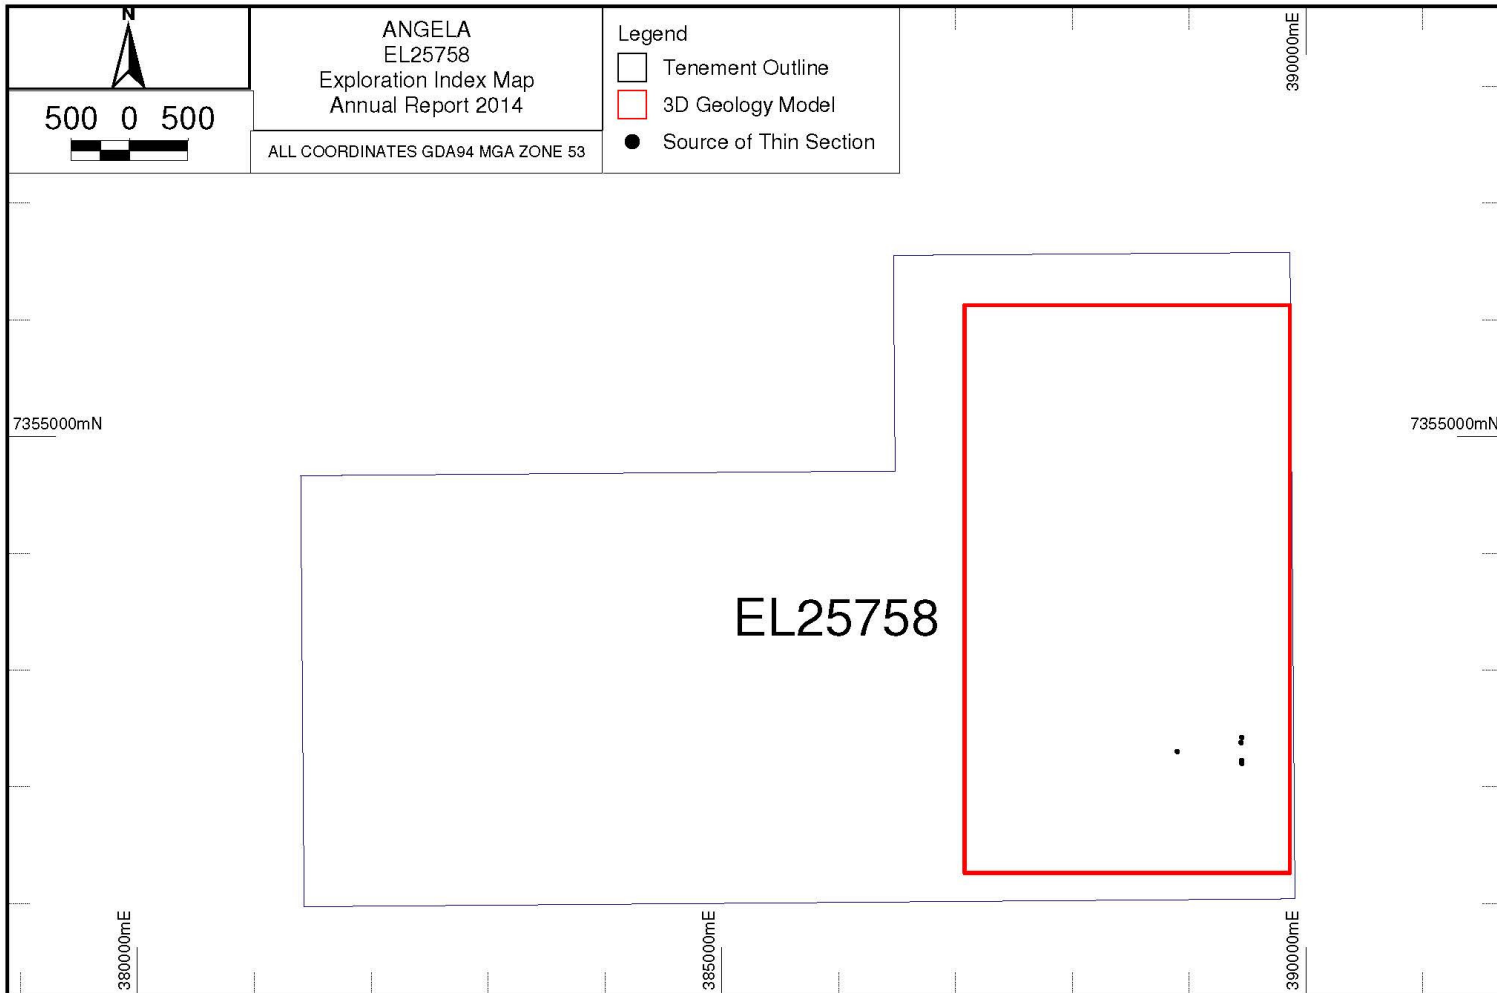 N
500 0 500
ANGELA
EL25758
Exploration Index Map
Annual Report 2014
ALL COORDINATES GDA94 MGA ZONE 53
Legend
Tenement Outline
3D Geology Model
Source of Thin Section
390000mE
7355000mN
7355000mN
EL25758
380000mE
385000mE
390000mE